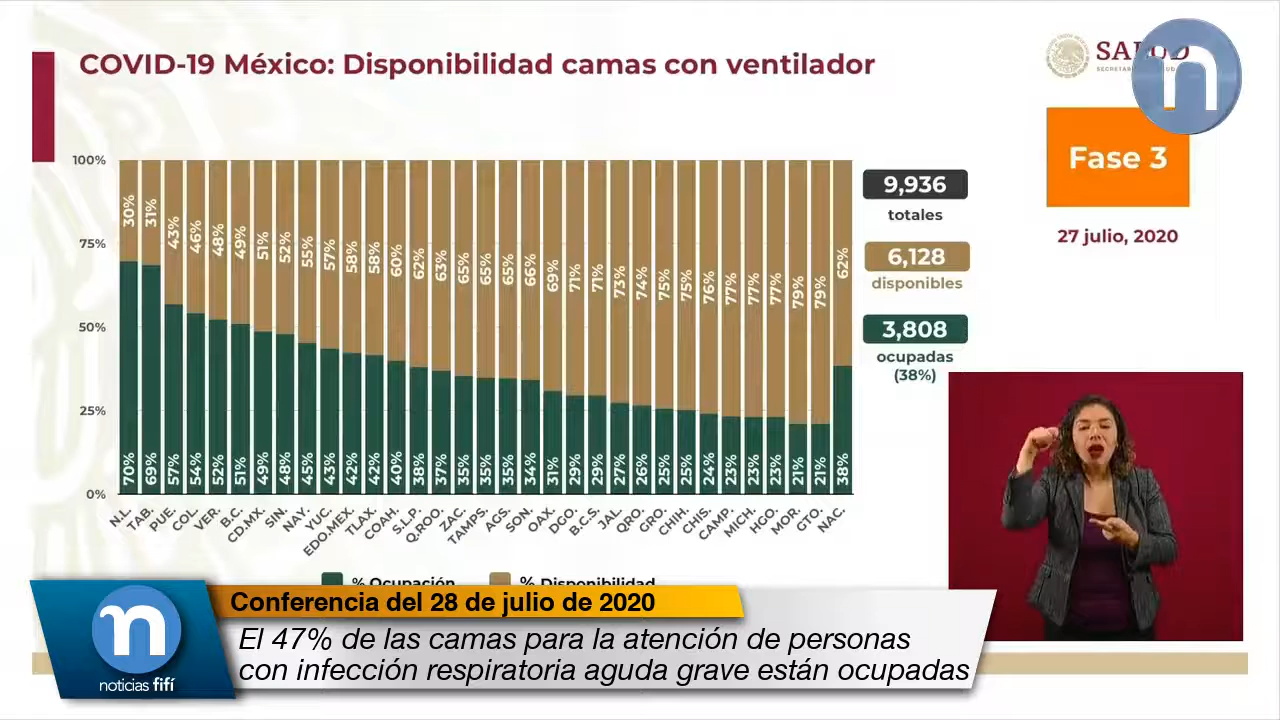 COVID-19 México: Disponibilidad camas con ventilador
Fase 3
27 julio, 2020
100%
75%
50%
25%
0%
30% 31% 43% 46% 48% 49% 51% 52% 55% 57% 58% 58% 60% 62% 63% 65% 65% 65% 66% 69% 71% 71% 73% 74% 75% 75% 76% 77% 77% 77% 79% 79% 62%
70% 69% 57% 54% 52% 51% 49% 48% 45% 43% 42% 42% 40% 38% 37% 35% 35% 35% 34% 31% 29% 29% 27% 26% 25% 25% 24% 23% 23% 23% 21% 21% 38%
N.L. TAB. PUE. COL. VER. B.C. CD.MX. SIN. NAY. YUC. EDO.MEX. TLAX. COAH. S.L.P. Q.ROO. ZAC. TAMPS. AGS. SON. OAX. DGO. B.C.S. JAL. QRO. GRO. CHIH. CHIS. CAMP. MICH. HGO. MOR. GTO. NAC.
9,936
totales
6,128
disponibles
3,808
ocupadas
(38%)
% Ocupación % Disponibilidad
n
n
noticias fifí
Conferencia del 28 de julio de 2020
El 47% de las camas para la atención de personas
con infección respiratoria aguda grave están ocupadas